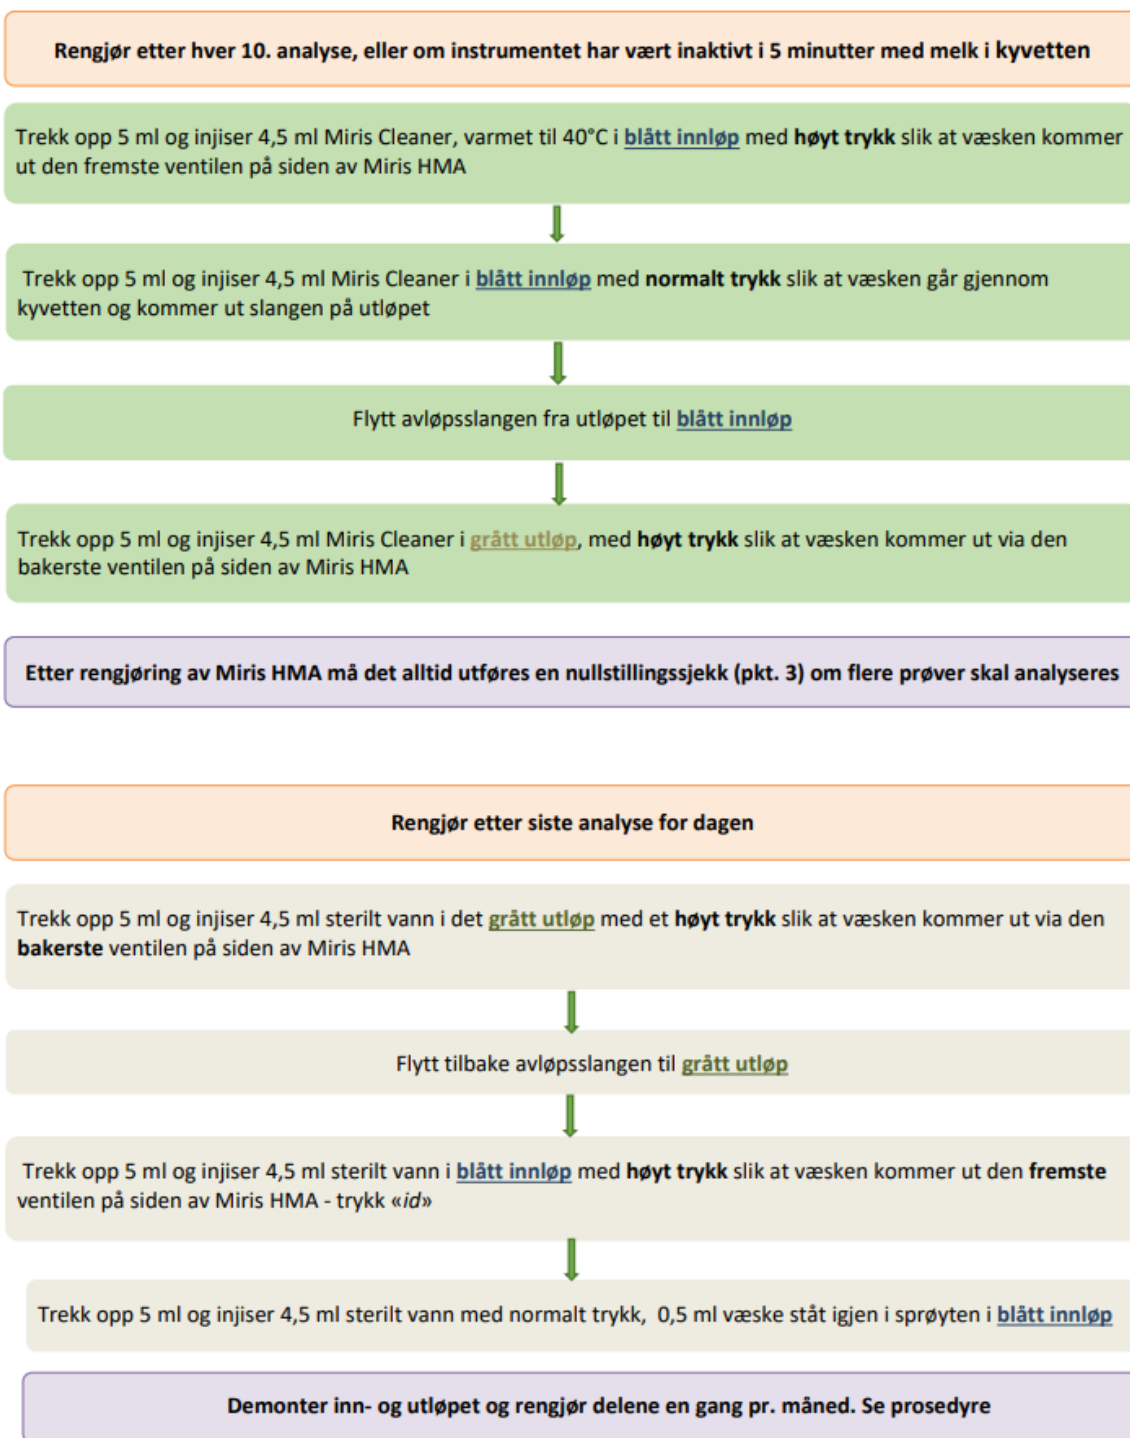 Rengjør etter hver 10. analyse, eller om instrumentet har vært inaktivt i 5 minutter med melk i kyvetten
Trekk opp 5 ml og injiser 4,5 ml Miris Cleaner, varmet til 40°C i blått innløp med høyt trykk slik at væsken kommer
ut den fremste ventilen på siden av Miris HMA
Trekk opp 5 ml og injiser 4,5 ml Miris Cleaner i blått innløp med normalt trykk slik at væsken går gjennom
kyvetten og kommer ut slangen på utløpet
Flytt avløpsslangen fra utløpet til blått innløp
Trekk opp 5 ml og injiser 4,5 ml Miris Cleaner i grått utløp, med høyt trykk slik at væsken kommer ut via den
bakerste ventilen på siden av Miris HMA
Etter rengjøring av Miris HMA må det alltid utføres en nullstillingssjekk (pkt. 3) om flere prøver skal analyseres
Rengjør etter siste analyse for dagen
Trekk opp 5 ml og injiser 4,5 ml sterilt vann i det grått utløp med et høyt trykk slik at væsken kommer ut via den
bakerste ventilen på siden av Miris HMA
Flytt tilbake avløpsslangen til grått utløp
Trekk opp 5 ml og injiser 4,5 ml sterilt vann i blått innløp med høyt trykk slik at væsken kommer ut den fremste
ventilen på siden av Miris HMA - trykk «id»
Trekk opp 5 ml og injiser 4,5 ml sterilt vann med normalt trykk, 0,5 ml væske ståt igjen i sprøyten i blått innløp
Demonter inn- og utløpet og rengjør delene en gang pr. måned. Se prosedyre